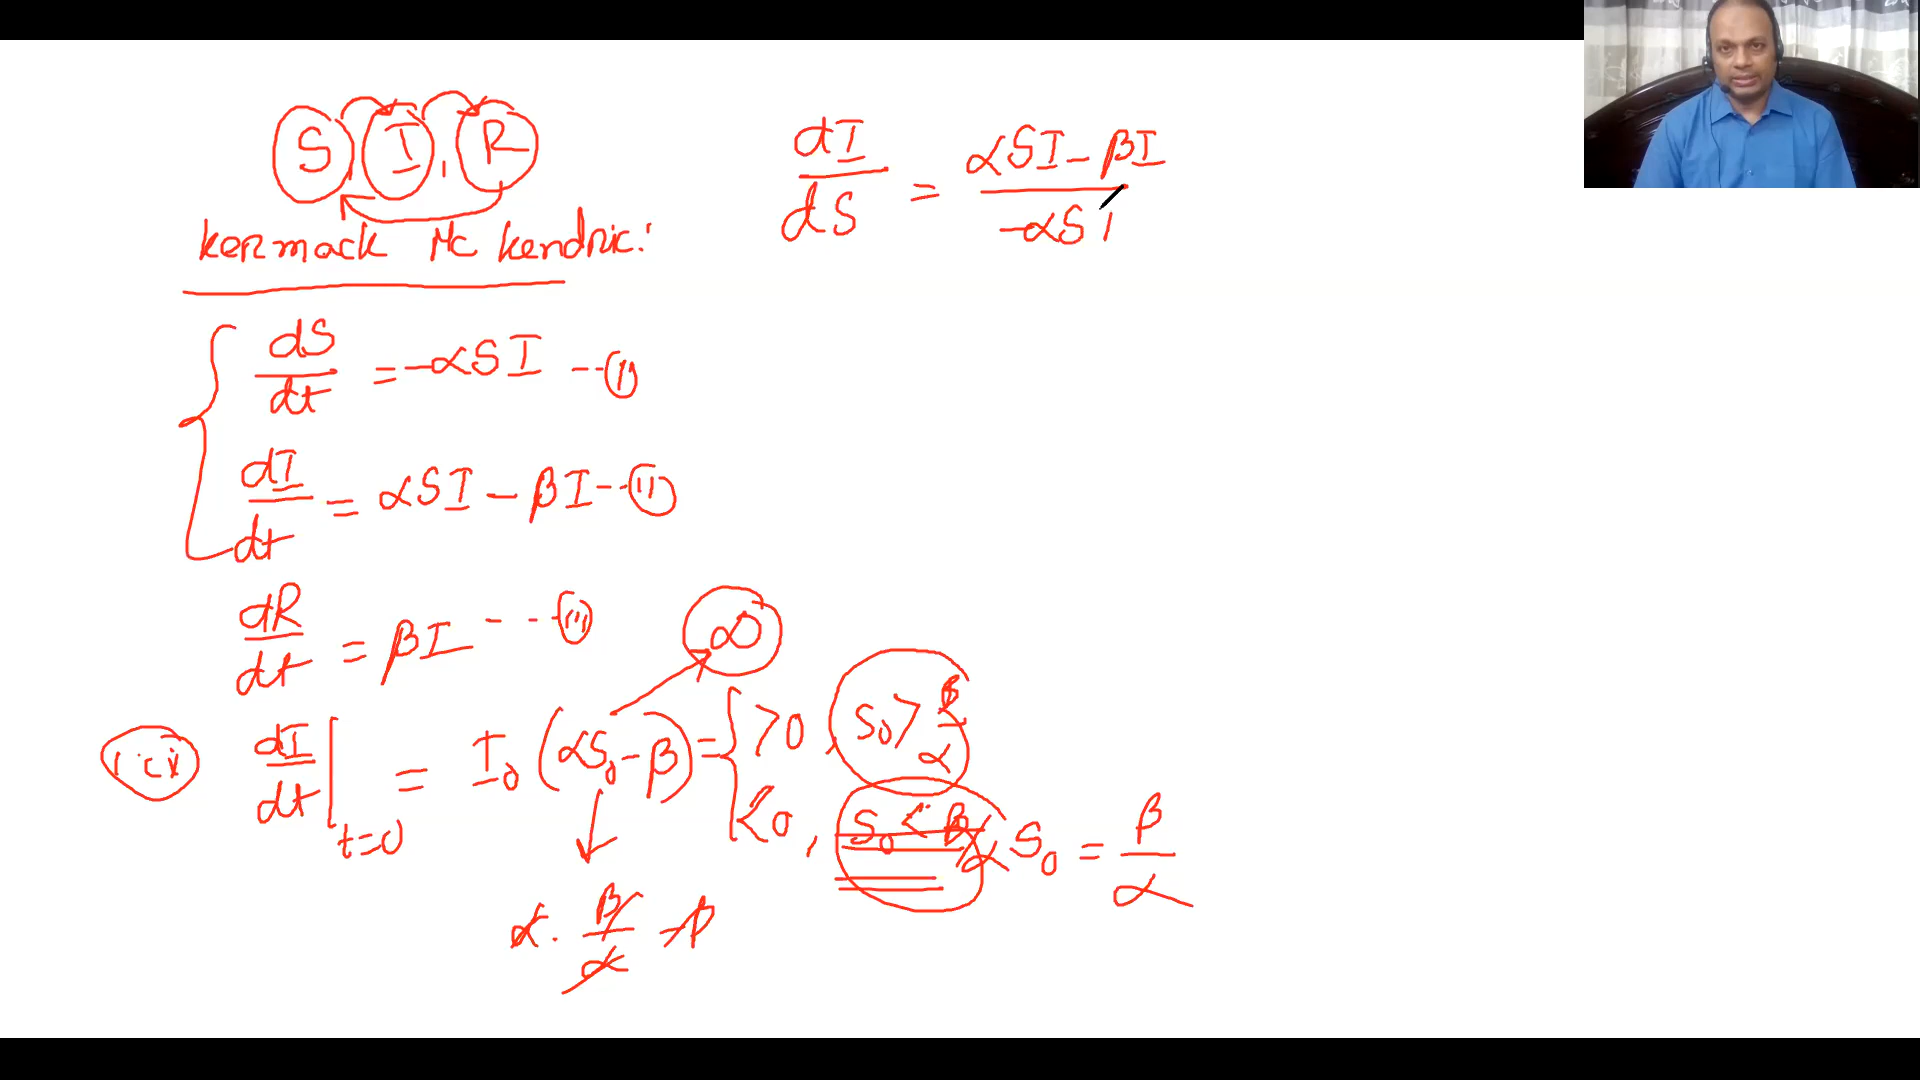 S, I, R
Kermack Mc Kendric:
dS/dt = -αSI --- (i)
dI/dt = αSI - βI --- (ii)
dR/dt = βI --- (iii)
dI/dt |t=0 = I₀ (αS₀ - β) = { >0, S₀ > β/α
<0, S₀ < β/α
S₀ = β/α
α · β/α - β
dI/dS = (αSI - βI)/(-αSI)